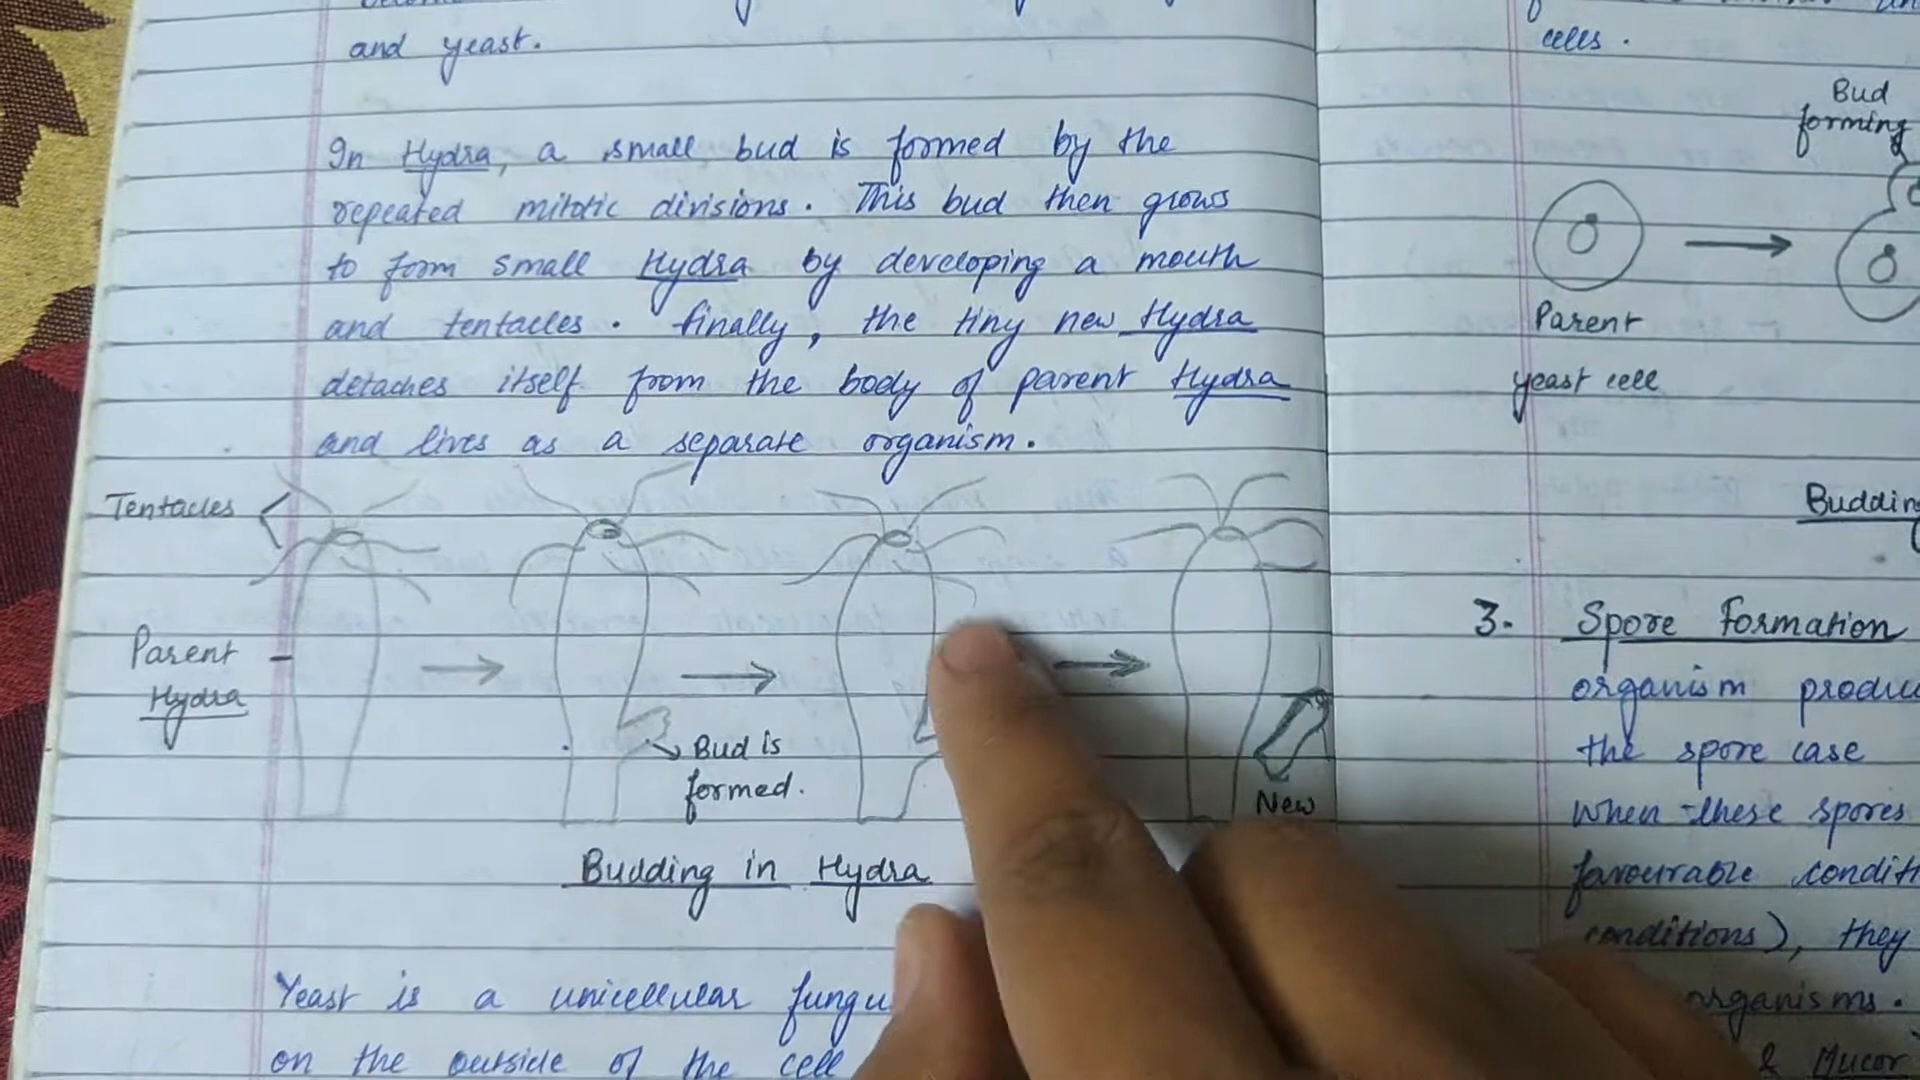 and yeast.
In Hydra, a small bud is formed by the
repeated mitotic divisions. This bud then grows
to form small Hydra by developing a mouth
and tentacles. finally, the tiny new Hydra
detaches itself from the body of parent Hydra
and lives as a separate organism.
Tentacles
Parent
Hydra
Bud is
formed.
New
Budding in Hydra
Yeast is a unicellular fungu
on the outside of the cell
cells.
Bud
forming
Parent
yeast cell
Buddin
3. Spore Formation
organism produ
the spore case
When these spores
favourable condit
conditions), they
organisms.
& Mucor